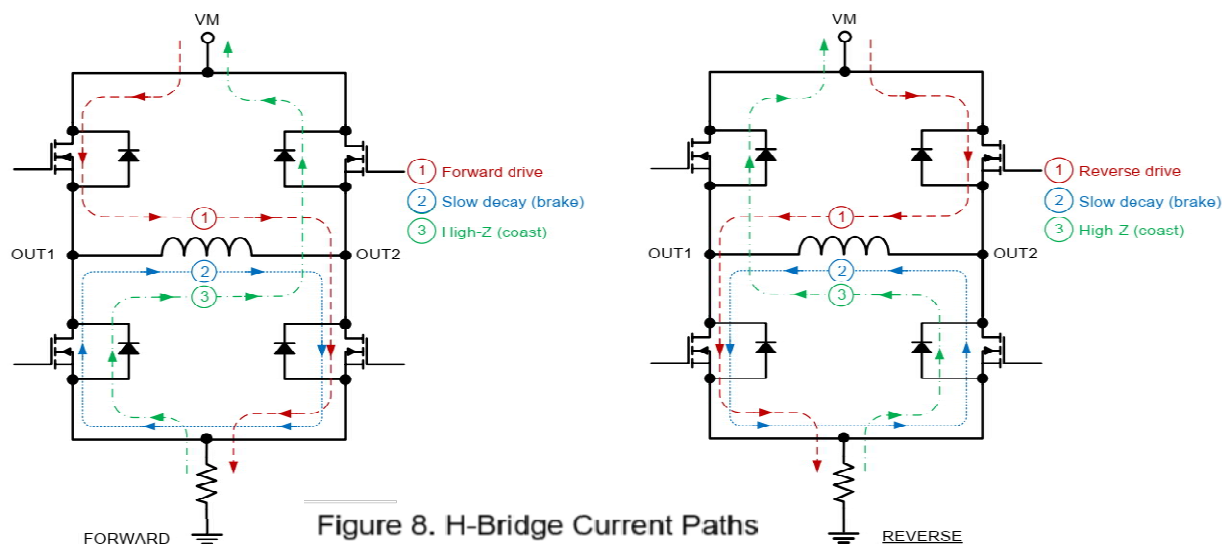 VM
1 Forward drive
2 Slow decay (brake)
3 High-Z (coast)
1
OUT1
OUT2
2
3
FORWARD
VM
1 Reverse drive
2 Slow decay (brake)
3 High Z (coast)
1
OUT1
OUT2
2
3
REVERSE
Figure 8. H-Bridge Current Paths